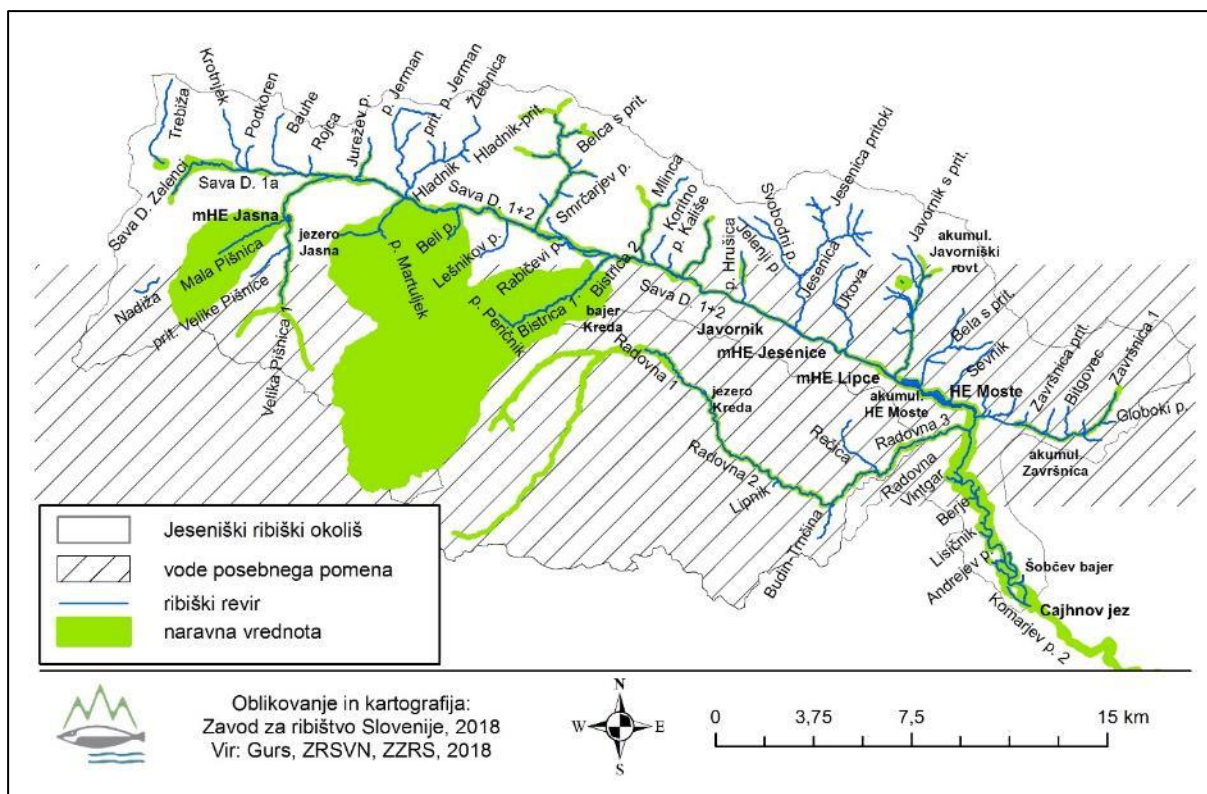 Krotnjek
Podkoren
Bauhe
Rojca
Jurežev p.
p. Jerman
prit. p. Jerman
Žlebnica
Trebiža
Hladnik
Hladnik-prit.
Belca s prit.
Sava D. Zelenci
Sava D. 1a
Sava D. 1+2
Smrčarjev p.
Mlinca
Koritno
p. Kališe
Svobodni p.
Jelenji p.
Jesenica pritoki
Javornik s prit.
akumul.
Javorniški
rovt
mHE Jasna
jezero
Jasna
Mala Pišnica
Nadiža
prit. Velike Pišnice
Velika Pišnica 1
p. Martuljek
Beli p.
Lešnikov p.
Rabičevi p.
Bistrica 2
p. Hrušica
Jesenica
Ukova
p. Peričnik
Bistrica 1
bajer
Kreda
Sava D. 1+2
Javornik
mHE Jesenice
mHE Lipce
Bela s prit.
Sevnik
HE Moste
akumul.
HE Moste
Završnica prit.
Bitgovec
Završnica 1
Globoki p.
akumul.
Završnica
Radovna 1
jezero
Kreda
Radovna 2
Rečica
Radovna 3
Lipnik
Budin-Trnčina
Radovna
Vintgar
Berje
Lisičnik
Andrejev p.
Šobčev bajer
Cajhnov jez
Komarjev p. 2
Jeseniški ribiški okoliš
vode posebnega pomena
ribiški revir
naravna vrednota
Oblikovanje in kartografija:
Zavod za ribištvo Slovenije, 2018
Vir: Gurs, ZRSVN, ZZRS, 2018
N
W E
S
0 3,75 7,5 15 km